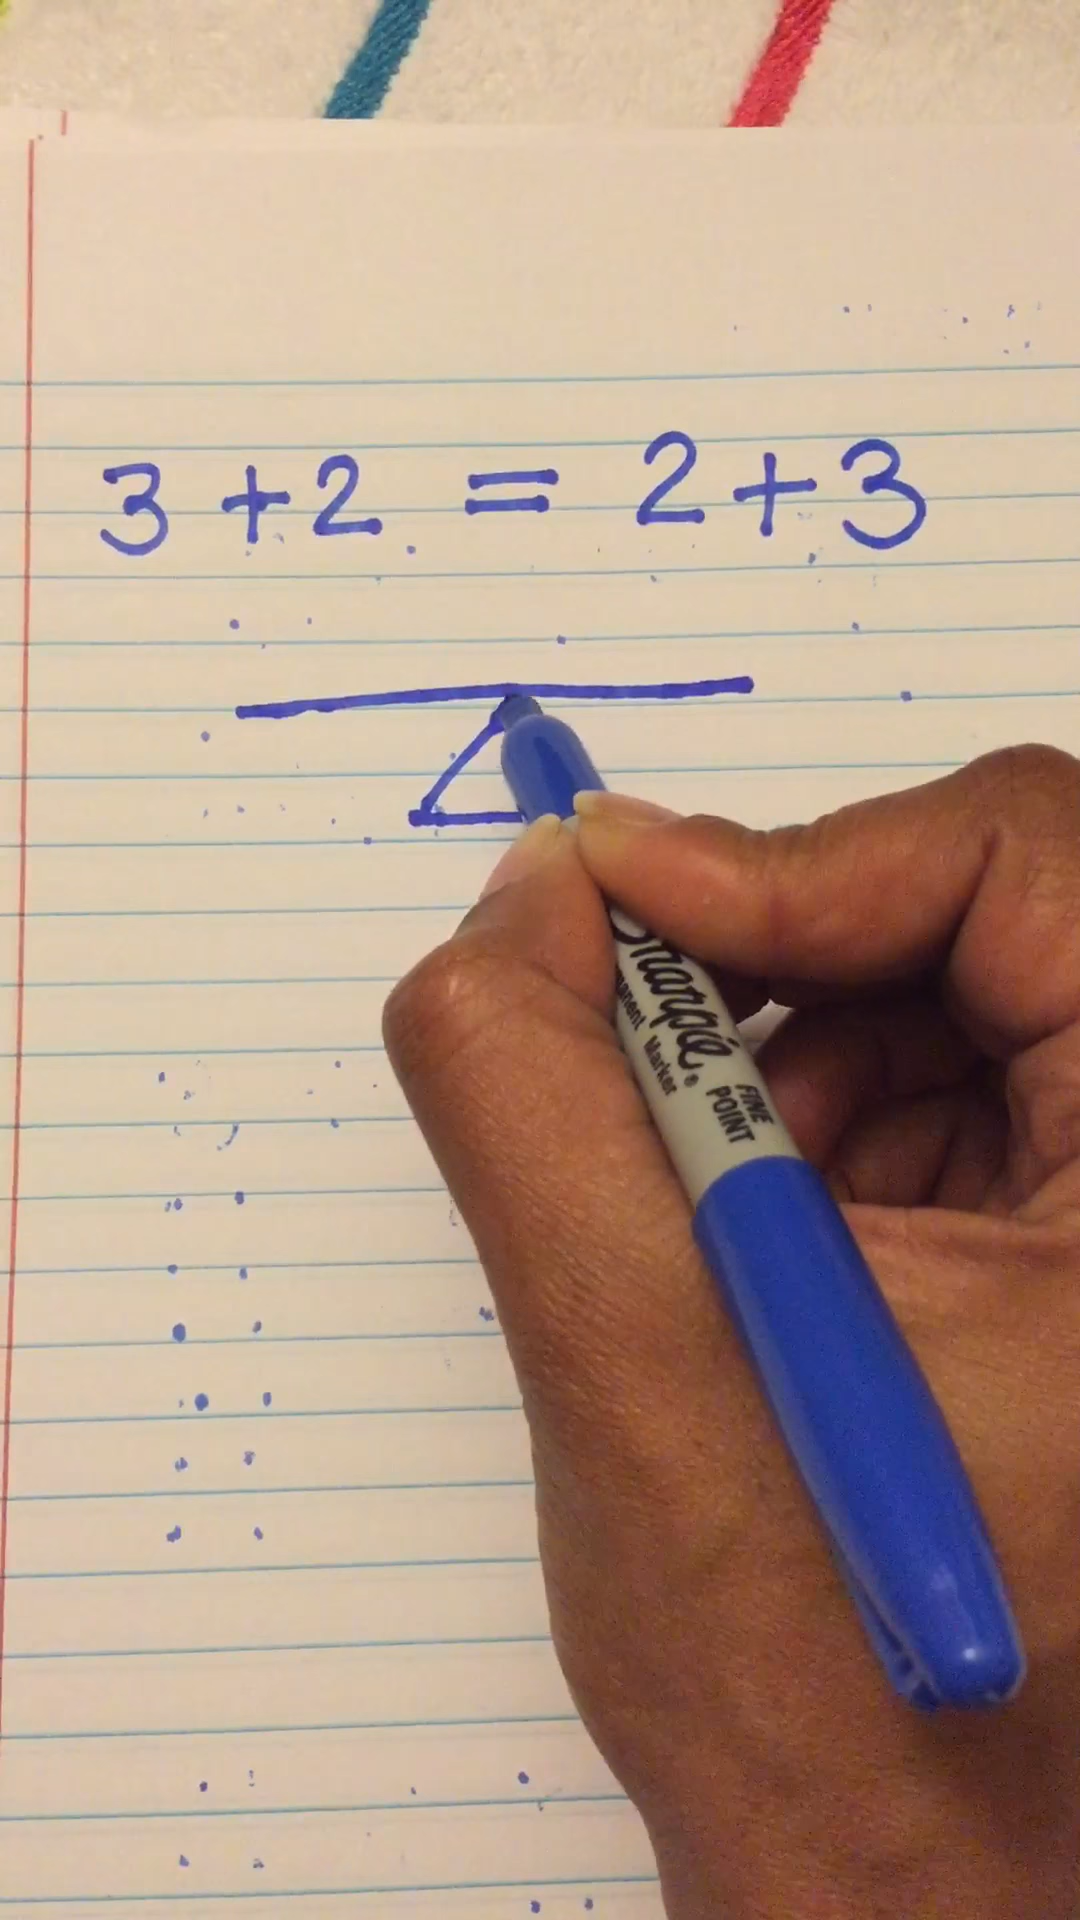 3 + 2 = 2 + 3
Sharpie®
Permanent Marker
FINE
POINT